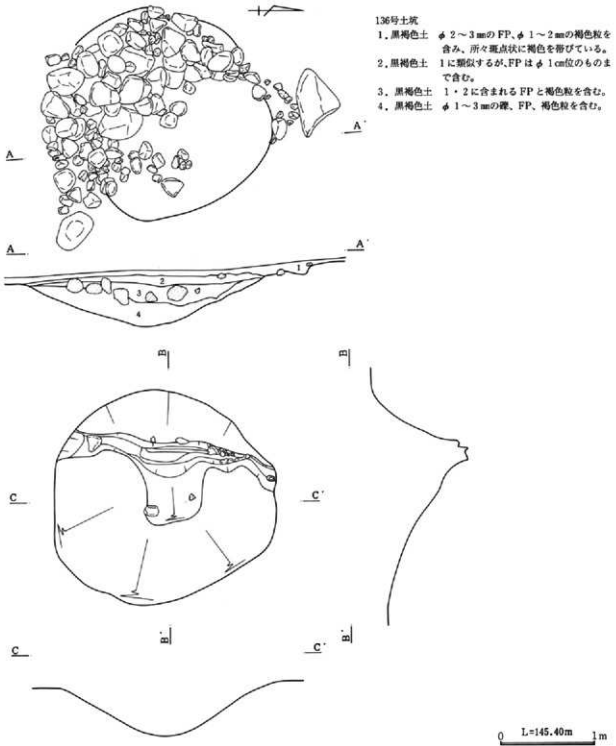 136号土坑
1．黒褐色土 φ2～3㎜のFP、φ1～2㎜の褐色粒を
含み、所々斑点状に褐色を帯びている。
2．黒褐色土 1に類似するが、FPはφ1㎝位のものま
で含む。
3．黒褐色土 1・2に含まれるFPと褐色粒を含む。
4．黒褐色土 φ1～3㎜の礫、FP、褐色粒を含む。
A A′
A A′
1
2
3
4
B B
C C′
B′ B′
C C′
L=145.40m
0 1m